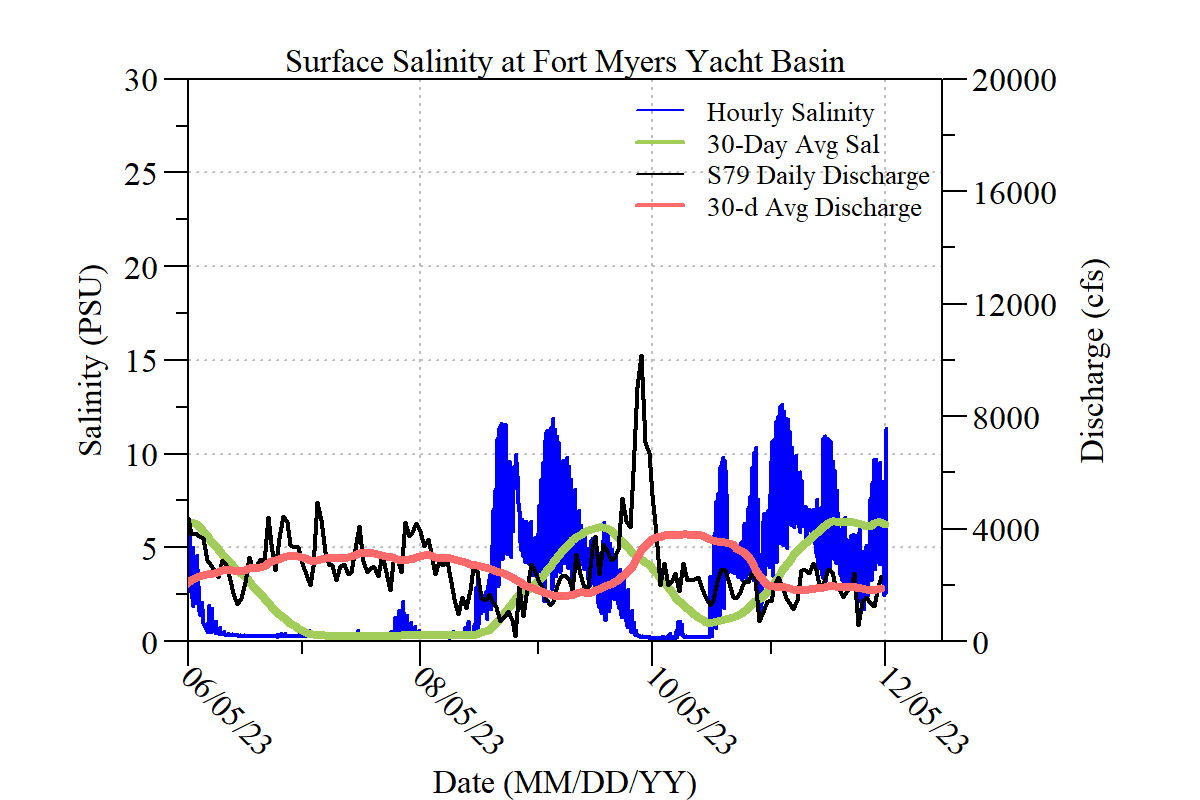 Surface Salinity at Fort Myers Yacht Basin
30
25
20
15
10
5
0
Salinity (PSU)
Hourly Salinity
30-Day Avg Sal
S79 Daily Discharge
30-d Avg Discharge
20000
16000
12000
8000
4000
0
Discharge (cfs)
06/05/23
08/05/23
10/05/23
12/05/23
Date (MM/DD/YY)